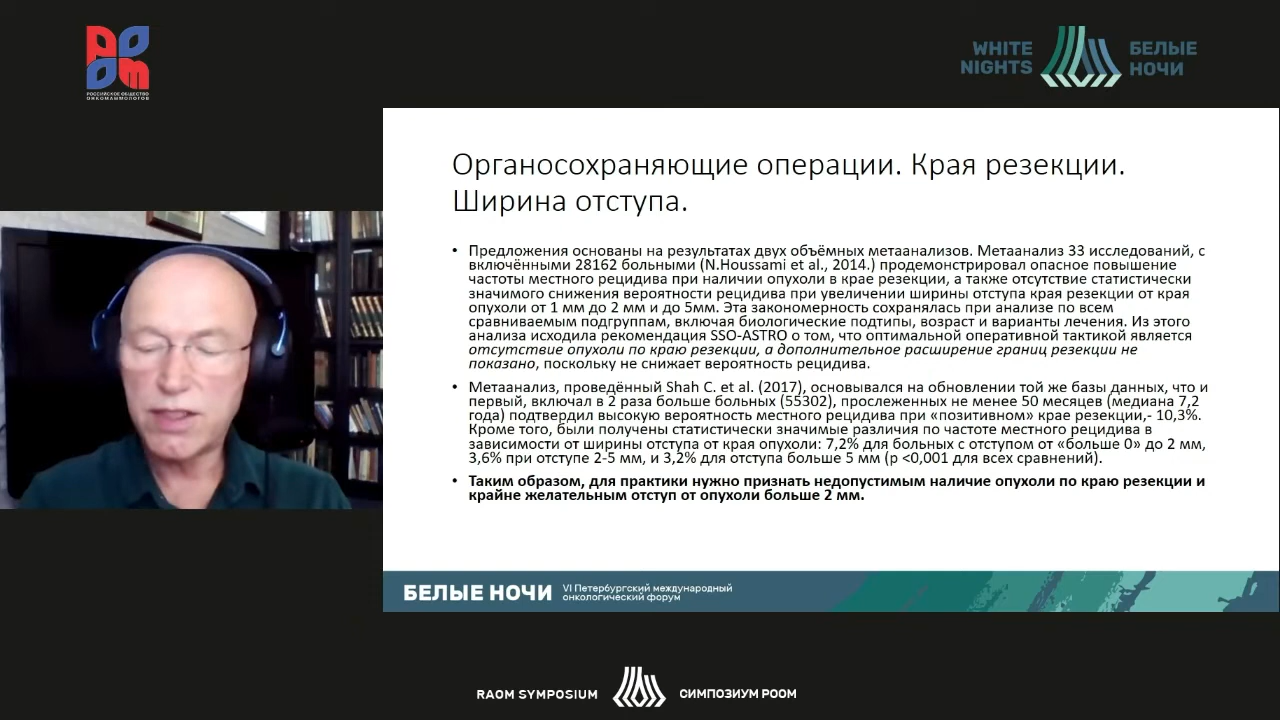 РОССИЙСКОЕ ОБЩЕСТВО
ОНКОМАММОЛОГОВ
WHITE
NIGHTS
БЕЛЫЕ
НОЧИ
Органосохраняющие операции. Края резекции.
Ширина отступа.
• Предложения основаны на результатах двух объёмных метаанализов. Метаанализ 33 исследований, с
включёнными 28162 больными (N.Houssami et al., 2014.) продемонстрировал опасное повышение
частоты местного рецидива при наличии опухоли в крае резекции, а также отсутствие статистически
значимого снижения вероятности рецидива при увеличении ширины отступа края резекции от края
опухоли от 1 мм до 2 мм и до 5мм. Эта закономерность сохранялась при анализе по всем
сравниваемым подгруппам, включая биологические подтипы, возраст и варианты лечения. Из этого
анализа исходила рекомендация SSO-ASTRO о том, что оптимальной оперативной тактикой является
отсутствие опухоли по краю резекции, а дополнительное расширение границ резекции не
показано, поскольку не снижает вероятность рецидива.
• Метаанализ, проведённый Shah C. et al. (2017), основывался на обновлении той же базы данных, что и
первый, включал в 2 раза больше больных (55302), прослеженных не менее 50 месяцев (медиана 7,2
года) подтвердил высокую вероятность местного рецидива при «позитивном» крае резекции,- 10,3%.
Кроме того, были получены статистически значимые различия по частоте местного рецидива в
зависимости от ширины отступа от края опухоли: 7,2% для больных с отступом от «больше 0» до 2 мм,
3,6% при отступе 2-5 мм, и 3,2% для отступа больше 5 мм (р <0,001 для всех сравнений).
• Таким образом, для практики нужно признать недопустимым наличие опухоли по краю резекции и
крайне желательным отступ от опухоли больше 2 мм.
БЕЛЫЕ НОЧИ
VI Петербургский международный
онкологический форум
RAOM SYMPOSIUM
СИМПОЗИУМ РООМ